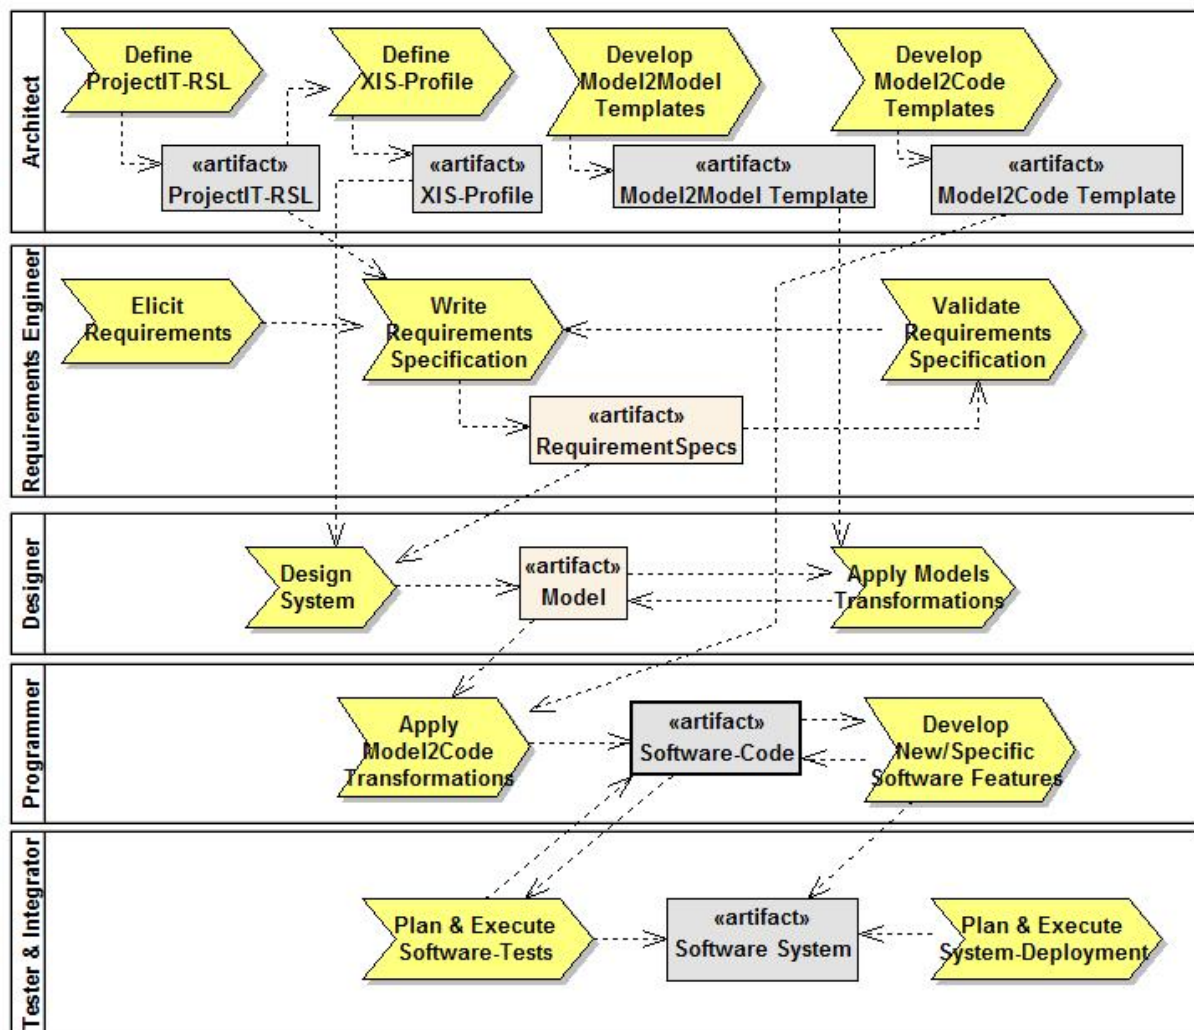 Architect
Define
ProjectIT-RSL
Define
XIS-Profile
Develop
Model2Model
Templates
Develop
Model2Code
Templates
«artifact»
ProjectIT-RSL
«artifact»
XIS-Profile
«artifact»
Model2Model Template
«artifact»
Model2Code Template
Requirements Engineer
Elicit
Requirements
Write
Requirements
Specification
Validate
Requirements
Specification
«artifact»
RequirementSpecs
Designer
Design
System
«artifact»
Model
Apply Models
Transformations
Programmer
Apply
Model2Code
Transformations
«artifact»
Software-Code
Develop
New/Specific
Software Features
Tester & Integrator
Plan & Execute
Software-Tests
«artifact»
Software System
Plan & Execute
System-Deployment